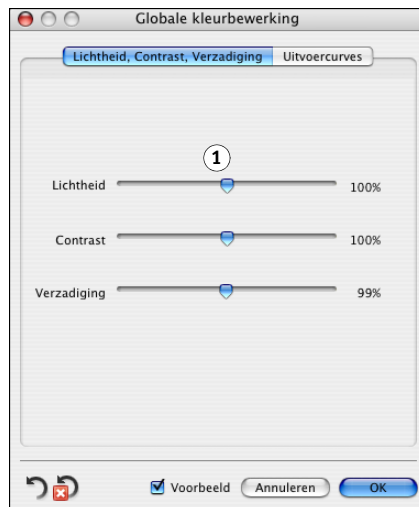 Globale kleurbewerking
Lichtheid, Contrast, Verzadiging Uitvoercurves
1
Lichtheid 100%
Contrast 100%
Verzadiging 99%
Voorbeeld Annuleren OK